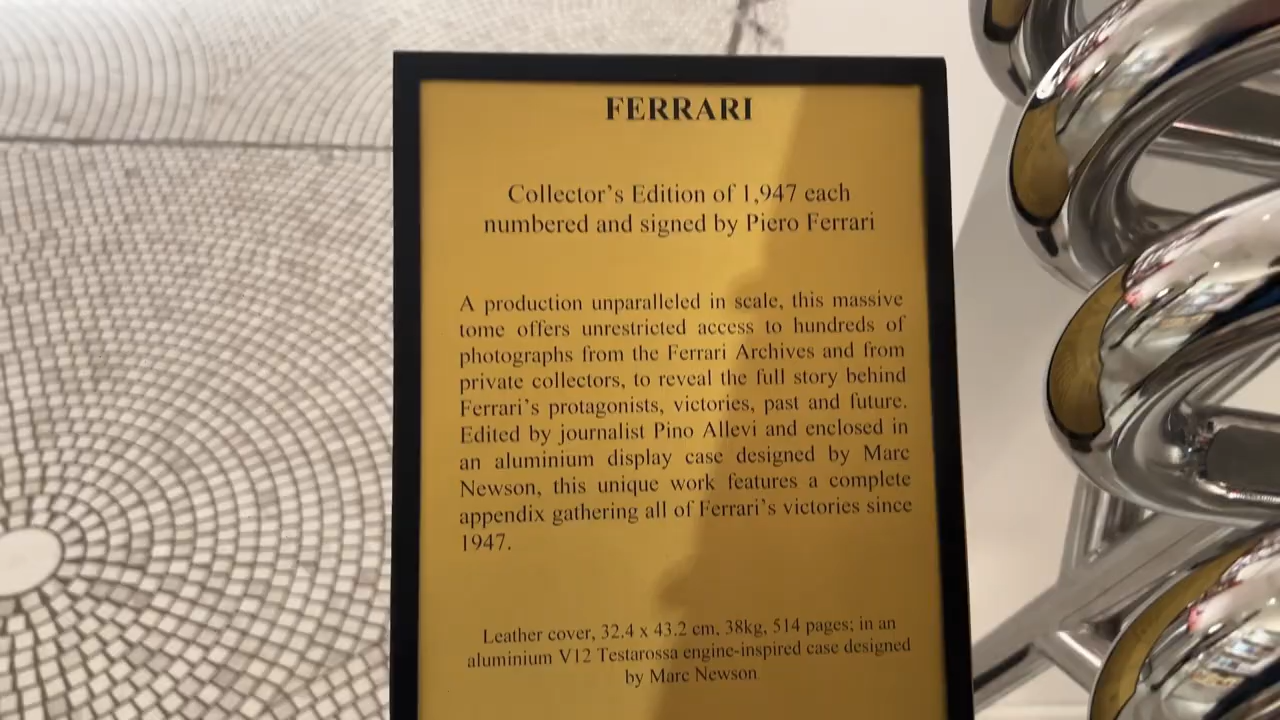 FERRARI
Collector's Edition of 1,947 each
numbered and signed by Piero Ferrari
A production unparalleled in scale, this massive
tome offers unrestricted access to hundreds of
photographs from the Ferrari Archives and from
private collectors, to reveal the full story behind
Ferrari's protagonists, victories, past and future.
Edited by journalist Pino Allevi and enclosed in
an aluminium display case designed by Marc
Newson, this unique work features a complete
appendix gathering all of Ferrari's victories since
1947.
Leather cover, 32.4 x 43.2 cm, 38kg, 514 pages; in an
aluminium V12 Testarossa engine-inspired case designed
by Marc Newson